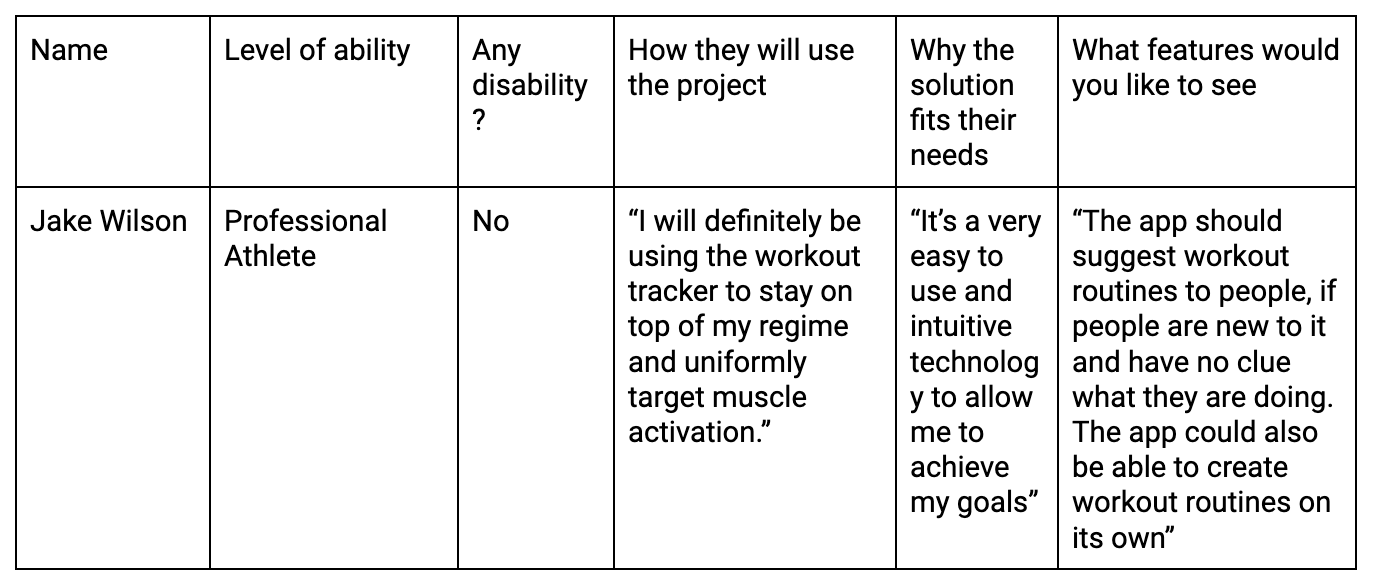 Name
Level of ability
Any
disability
?
How they will use
the project
Why the
solution
fits their
needs
What features would
you like to see
Jake Wilson
Professional
Athlete
No
“I will definitely be
using the workout
tracker to stay on
top of my regime
and uniformly
target muscle
activation.”
“It’s a very
easy to
use and
intuitive
technolog
y to allow
me to
achieve
my goals”
“The app should
suggest workout
routines to people, if
people are new to it
and have no clue
what they are doing.
The app could also
be able to create
workout routines on
its own”